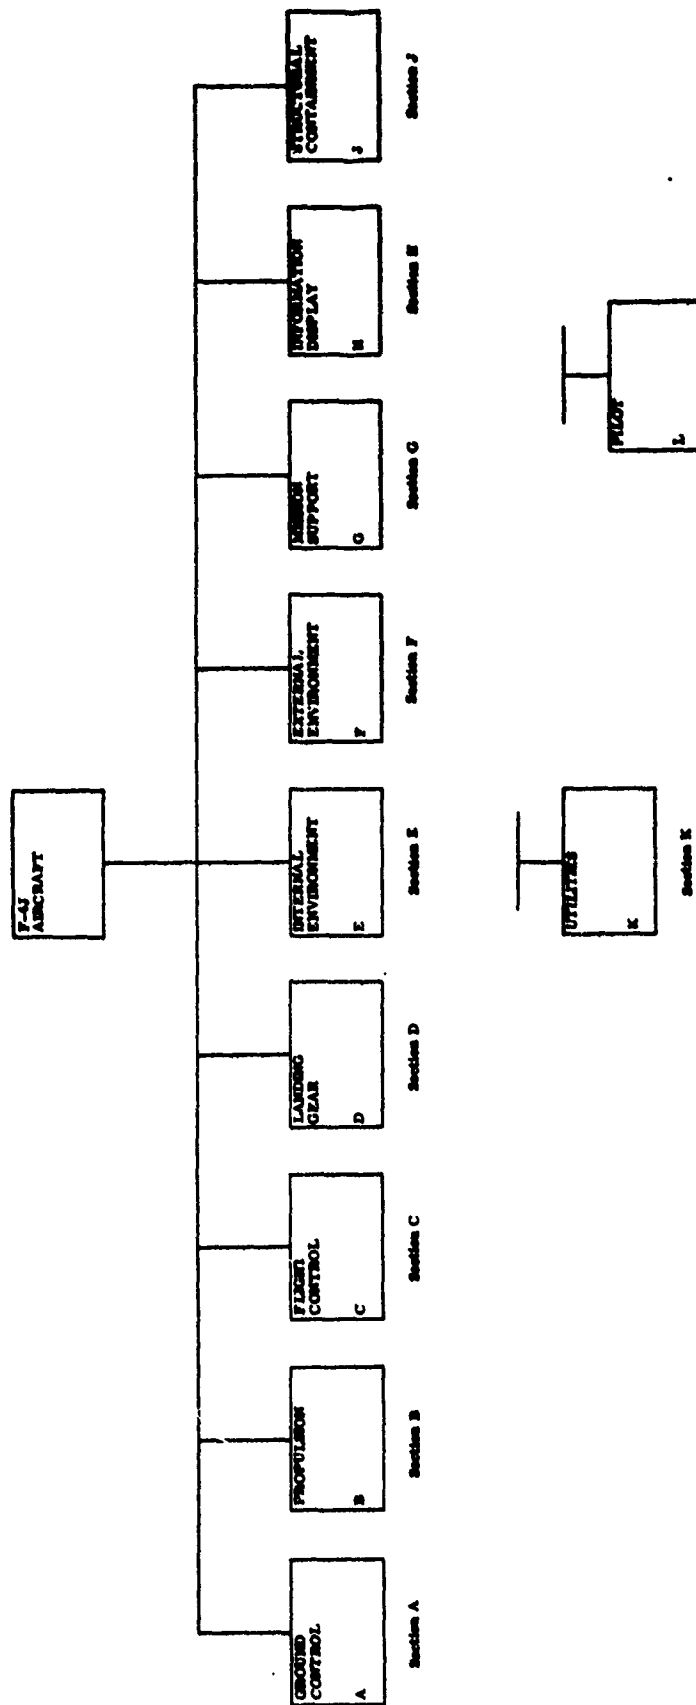 F-4J
AIRCRAFT
GROUND
CONTROL
A
Section A
PROPULSION
B
Section B
FLIGHT
CONTROL
C
Section C
LANDING
GEAR
D
Section D
INTERNAL
ENVIRONMENT
E
Section E
EXTERNAL
ENVIRONMENT
F
Section F
MISSION
SUPPORT
G
Section G
INFORMATION
DISPLAY
H
Section H
STRUCTURAL
CONTAINMENT
J
Section J
UTILITIES
K
Section K
PILOT
L